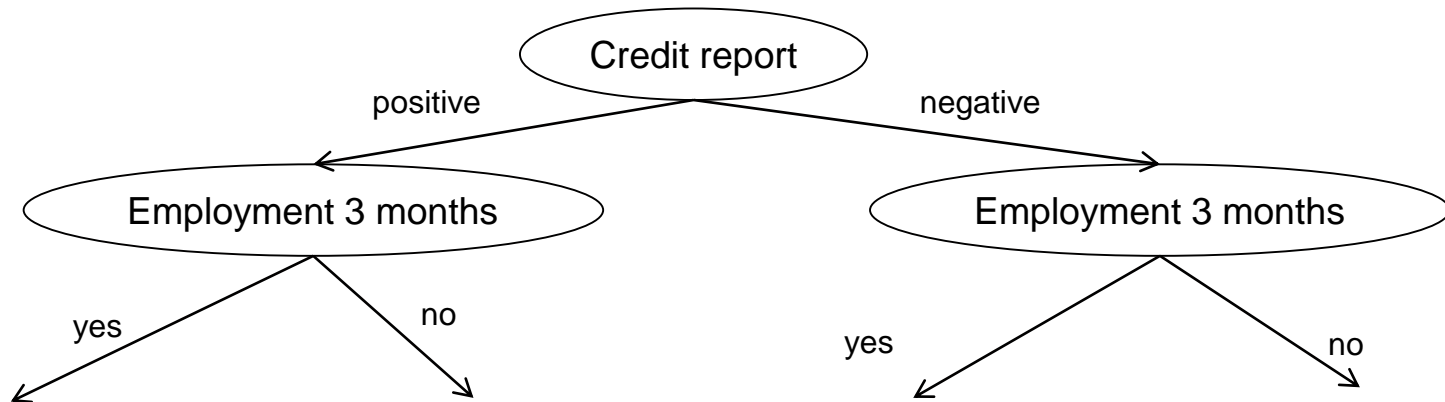 Credit report
positive
negative
Employment 3 months
Employment 3 months
yes
no
yes
no